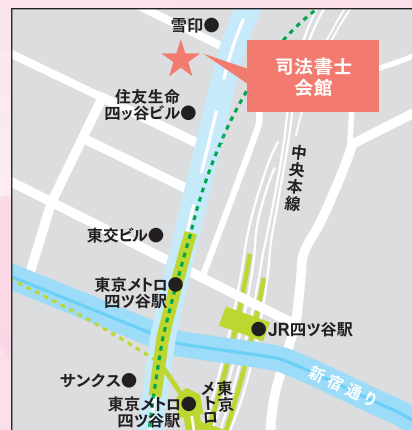 雪印
司法書士
会館
住友生命
四ッ谷ビル
中央本線
東交ビル
東京メトロ
四ツ谷駅
JR四ツ谷駅
新宿通り
サンクス
東京
メトロ
東京メトロ
四ツ谷駅